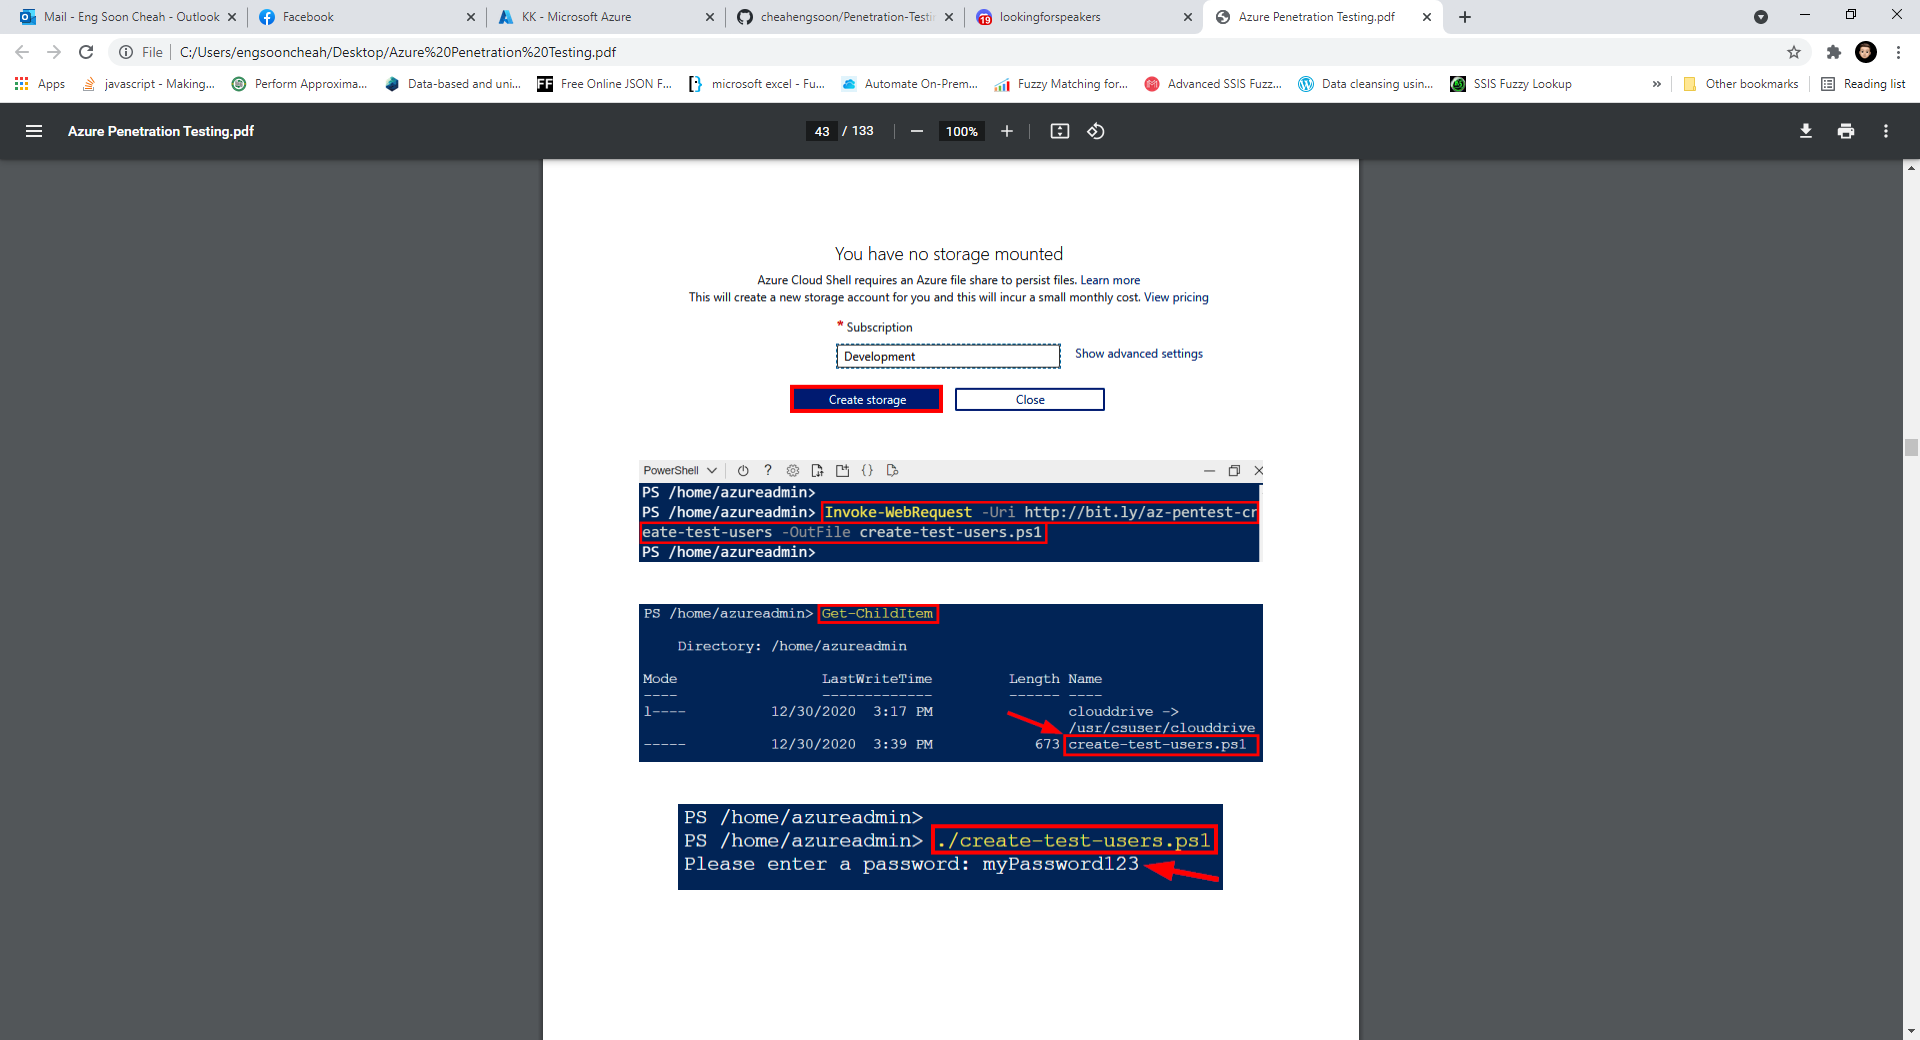 Mail - Eng Soon Cheah - Outlook
Facebook
KK - Microsoft Azure
cheahengsoon/Penetration-Testi
19
lookingforspeakers
Azure Penetration Testing.pdf
File
C:/Users/engsooncheah/Desktop/Azure%20Penetration%20Testing.pdf
Apps
javascript - Making...
Perform Approxima...
Data-based and uni...
FF
Free Online JSON F...
microsoft excel - Fu...
Automate On-Prem...
Fuzzy Matching for...
Advanced SSIS Fuzz...
Data cleansing usin...
SSIS Fuzzy Lookup
»
Other bookmarks
Reading list
Azure Penetration Testing.pdf
43 / 133
100%
You have no storage mounted
Azure Cloud Shell requires an Azure file share to persist files. Learn more
This will create a new storage account for you and this will incur a small monthly cost. View pricing
* Subscription
Development
Show advanced settings
Create storage
Close
PowerShell
?
{}
PS /home/azureadmin>
PS /home/azureadmin> Invoke-WebRequest -Uri http://bit.ly/az-pentest-cr
eate-test-users -OutFile create-test-users.ps1
PS /home/azureadmin>
PS /home/azureadmin> Get-ChildItem
Directory: /home/azureadmin
Mode LastWriteTime Length Name
---- ------------- ------ ----
l---- 12/30/2020 3:17 PM clouddrive ->
/usr/csuser/clouddrive
----- 12/30/2020 3:39 PM 673 create-test-users.ps1
PS /home/azureadmin>
PS /home/azureadmin> ./create-test-users.ps1
Please enter a password: myPassword123